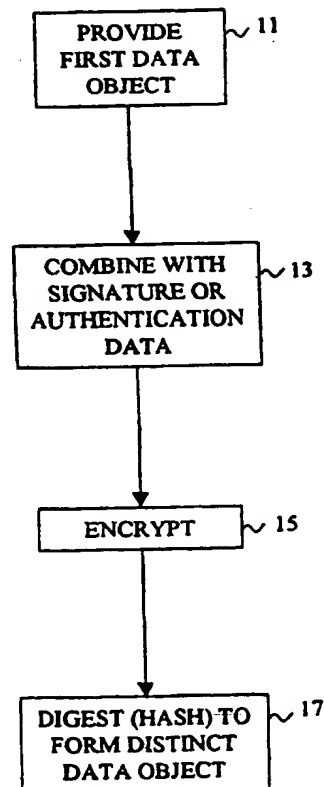 PROVIDE
FIRST DATA
OBJECT
11
COMBINE WITH
SIGNATURE OR
AUTHENTICATION
DATA
13
ENCRYPT
15
DIGEST (HASH) TO
FORM DISTINCT
DATA OBJECT
17